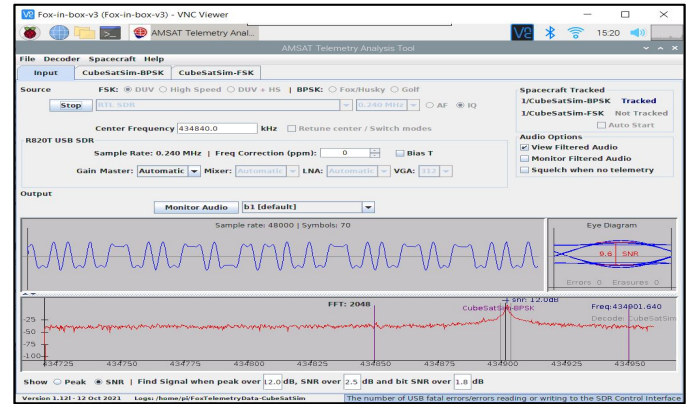 Fox-in-box-v3 (Fox-in-box-v3) - VNC Viewer
AMSAT Telemetry Anal... 15:20
AMSAT Telemetry Analysis Tool
File Decoder Spacecraft Help
Input CubeSatSim-BPSK CubeSatSim-FSK
Source FSK: DUV High Speed DUV + HS | BPSK: Fox/Husky Golf
Stop RTL SDR 0.240 MHz AF IQ
Center Frequency 434840.0 kHz Retune center / Switch modes
R820T USB SDR
Sample Rate: 0.240 MHz | Freq Correction (ppm): 0 Bias T
Gain Master: Automatic Mixer: Automatic LNA: Automatic VGA: 312
Spacecraft Tracked
1/CubeSatSim-BPSK Tracked
1/CubeSatSim-FSK Not Tracked
Auto Start
Audio Options
View Filtered Audio
Monitor Filtered Audio
Squelch when no telemetry
Output
Monitor Audio b1 [default]
Sample rate: 48000 | Symbols: 70
Eye Diagram
9.6 SNR
Errors 0 Erasures 0
FFT: 2048
snr: 12.0dB
CubeSatSim-BPSK
Freq:434901.640
Decode: CubeSatSim
-25
-50
-75
-100
434725 434750 434775 434800 434825 434850 434875 434900 434925 434950
Show Peak SNR | Find Signal when peak over 12.0 dB, SNR over 2.5 dB and bit SNR over 1.8 dB
Version 1.12l - 12 Oct 2021 Logs: /home/pi/FoxTelemetryData-CubeSatSim The number of USB fatal errors/errors reading or writing to the SDR Control Interface